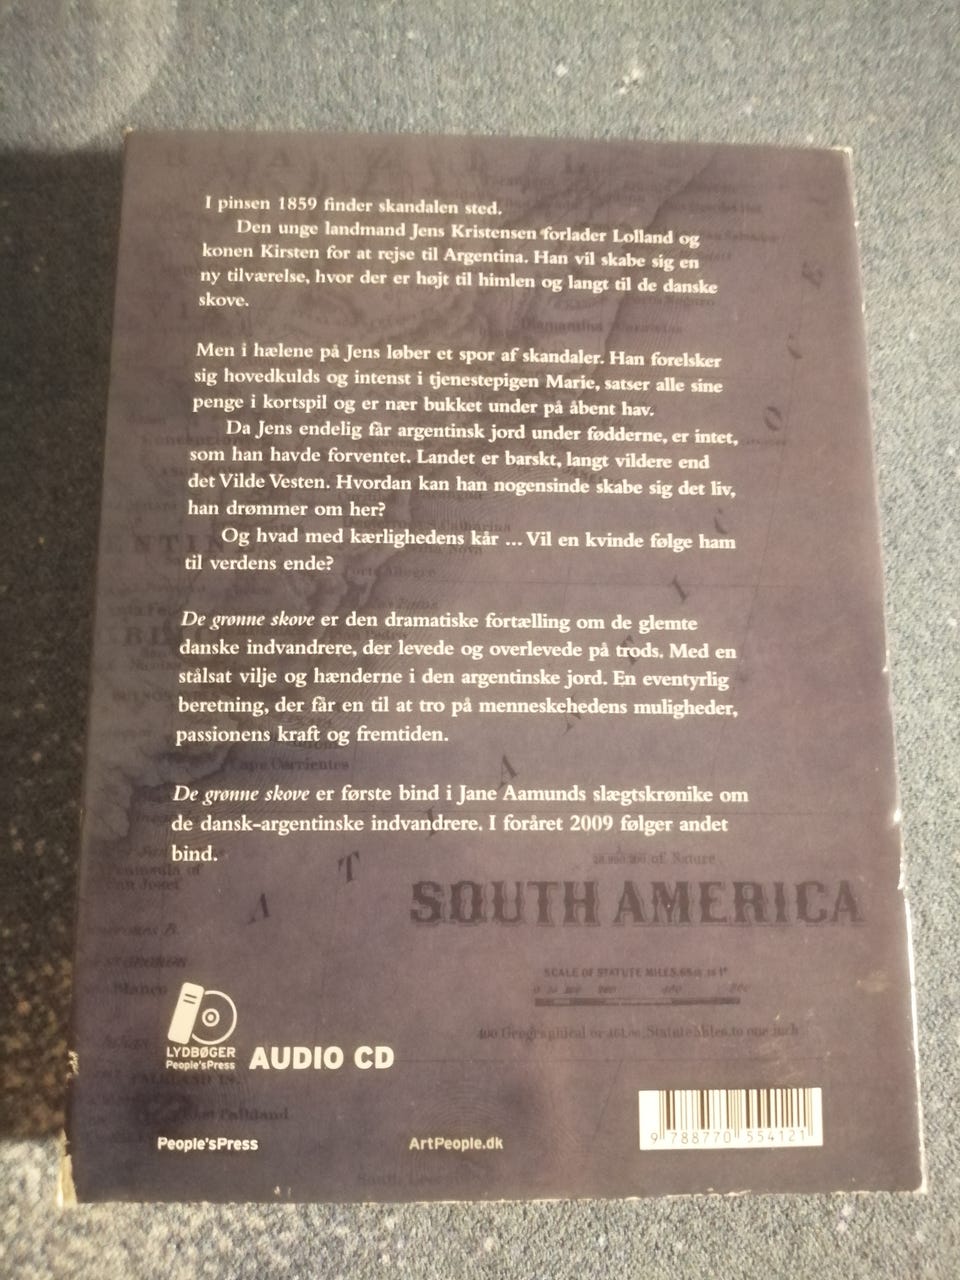 I pinsen 1859 finder skandalen sted.
Den unge landmand Jens Kristensen forlader Lolland og
konen Kirsten for at rejse til Argentina. Han vil skabe sig en
ny tilværelse, hvor der er højt til himlen og langt til de danske
skove.
Men i hælene på Jens løber et spor af skandaler. Han forelsker
sig hovedkulds og intenst i tjenestepigen Marie, satser alle sine
penge i kortspil og er nær bukket under på åbent hav.
Da Jens endelig får argentinsk jord under fødderne, er intet,
som han havde forventet. Landet er barskt, langt vildere end
det Vilde Vesten. Hvordan kan han nogensinde skabe sig det liv,
han drømmer om her?
Og hvad med kærlighedens kår ... Vil en kvinde følge ham
til verdens ende?
De grønne skove er den dramatiske fortælling om de glemte
danske indvandrere, der levede og overlevede på trods. Med en
stålsat vilje og hænderne i den argentinske jord. En eventyrlig
beretning, der får en til at tro på menneskehedens muligheder,
passionens kraft og fremtiden.
Cape Corrientes
De grønne skove er første bind i Jane Aamunds slægtskrønike om
de dansk-argentinske indvandrere. I foråret 2009 følger andet
bind.
of Nature
SOUTH AMERICA
SCALE OF STATUTE MILES
LYDBØGER
People'sPress
AUDIO CD
People'sPress
ArtPeople.dk
9 788770 554121